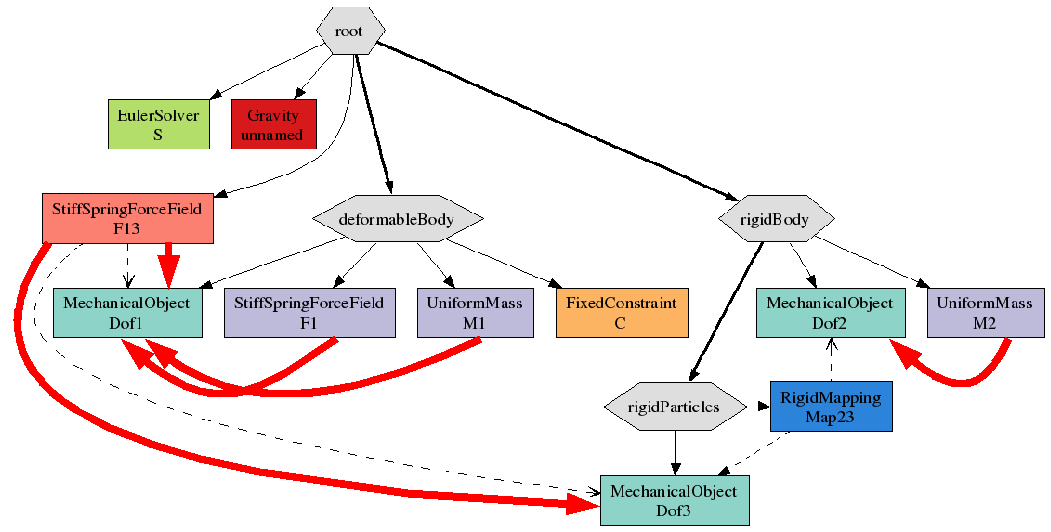 root
EulerSolver
S
Gravity
unnamed
StiffSpringForceField
F13
deformableBody
rigidBody
MechanicalObject
Dof1
StiffSpringForceField
F1
UniformMass
M1
FixedConstraint
C
MechanicalObject
Dof2
UniformMass
M2
rigidParticles
RigidMapping
Map23
MechanicalObject
Dof3